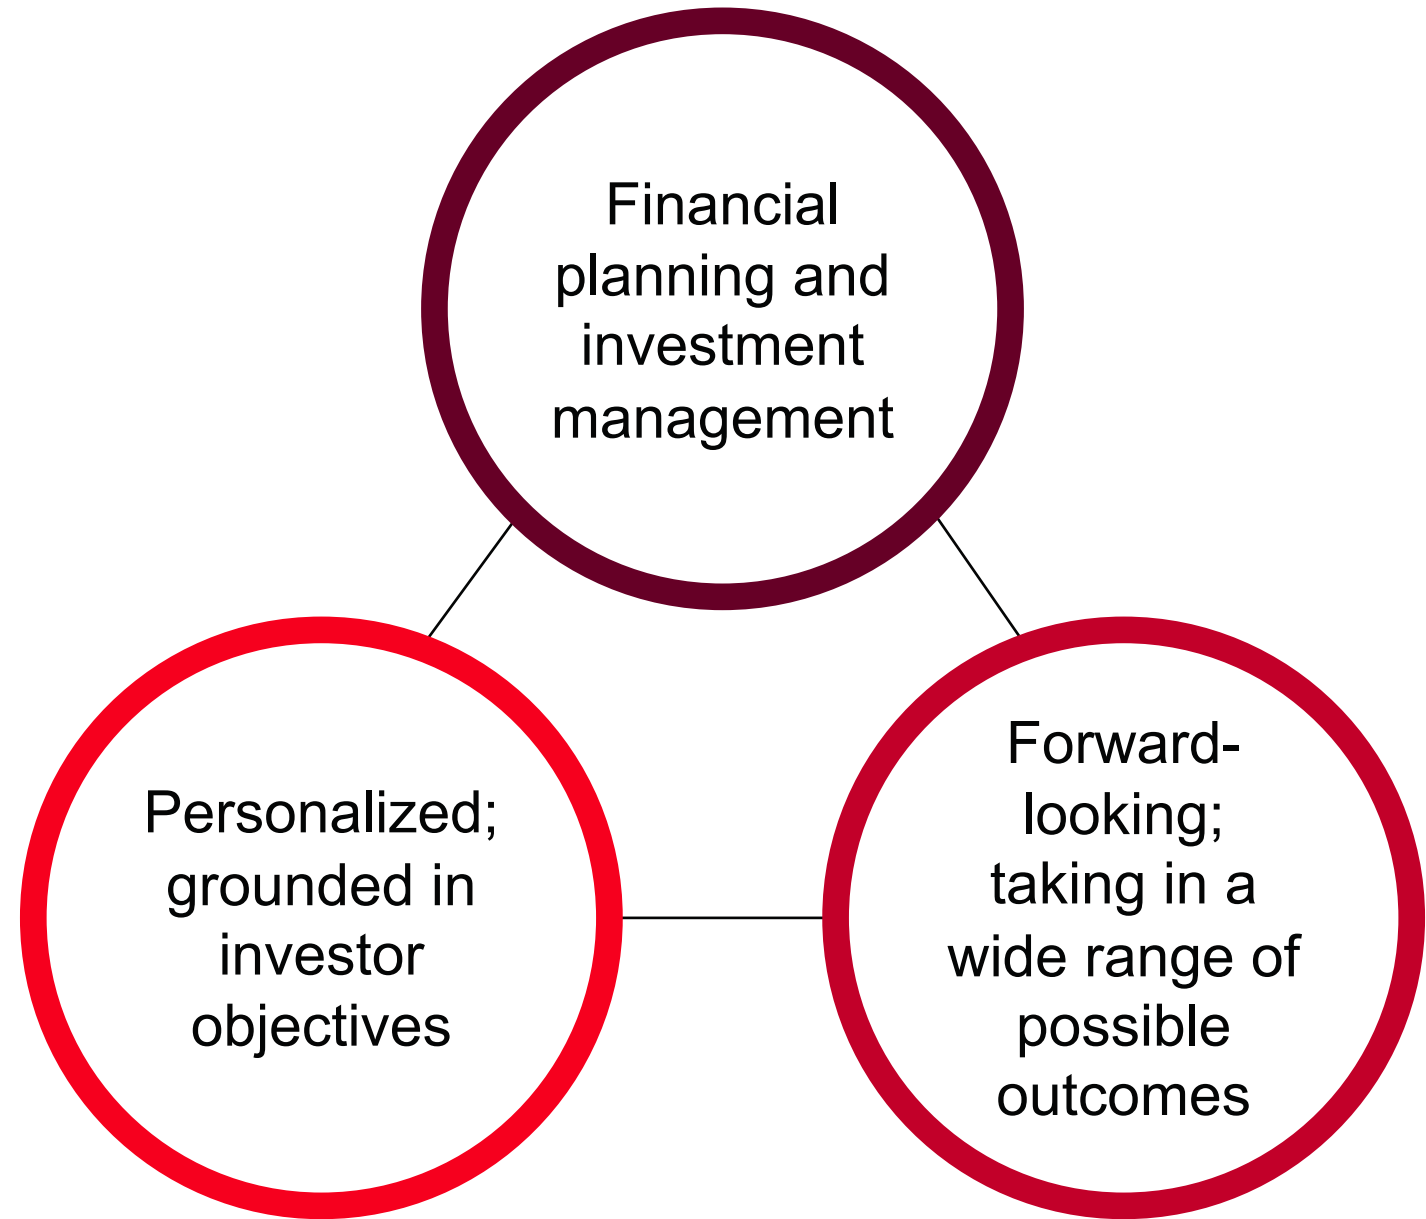 Financial
planning and
investment
management
Personalized;
grounded in
investor
objectives
Forward-
looking;
taking in a
wide range of
possible
outcomes